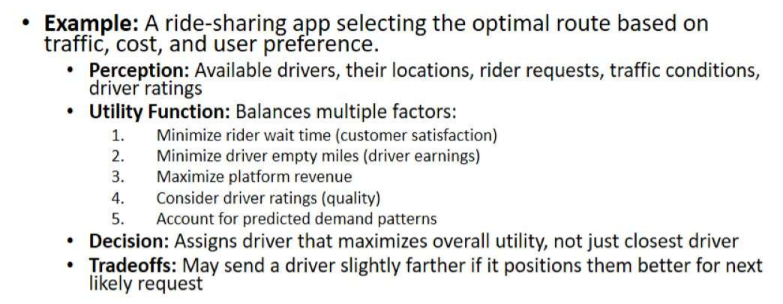 • Example: A ride-sharing app selecting the optimal route based on
traffic, cost, and user preference.
• Perception: Available drivers, their locations, rider requests, traffic conditions,
driver ratings
• Utility Function: Balances multiple factors:
1. Minimize rider wait time (customer satisfaction)
2. Minimize driver empty miles (driver earnings)
3. Maximize platform revenue
4. Consider driver ratings (quality)
5. Account for predicted demand patterns
• Decision: Assigns driver that maximizes overall utility, not just closest driver
• Tradeoffs: May send a driver slightly farther if it positions them better for next
likely request